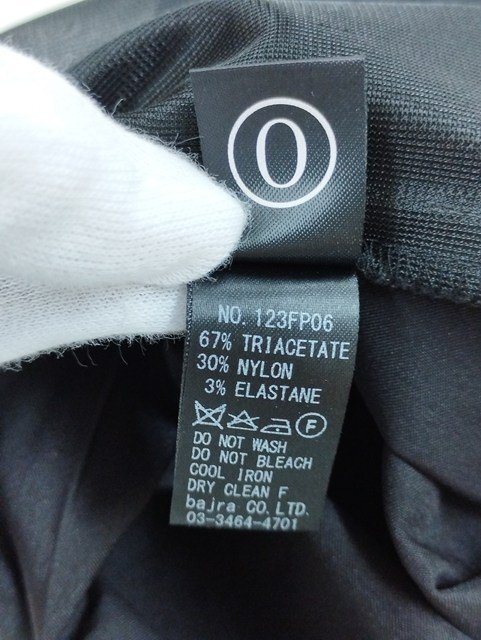 0
NO. 123FP06
67% TRIACETATE
30% NYLON
3% ELASTANE
F
DO NOT WASH
DO NOT BLEACH
COOL IRON
DRY CLEAN F
bajra CO.LTD.
03-3464-4701